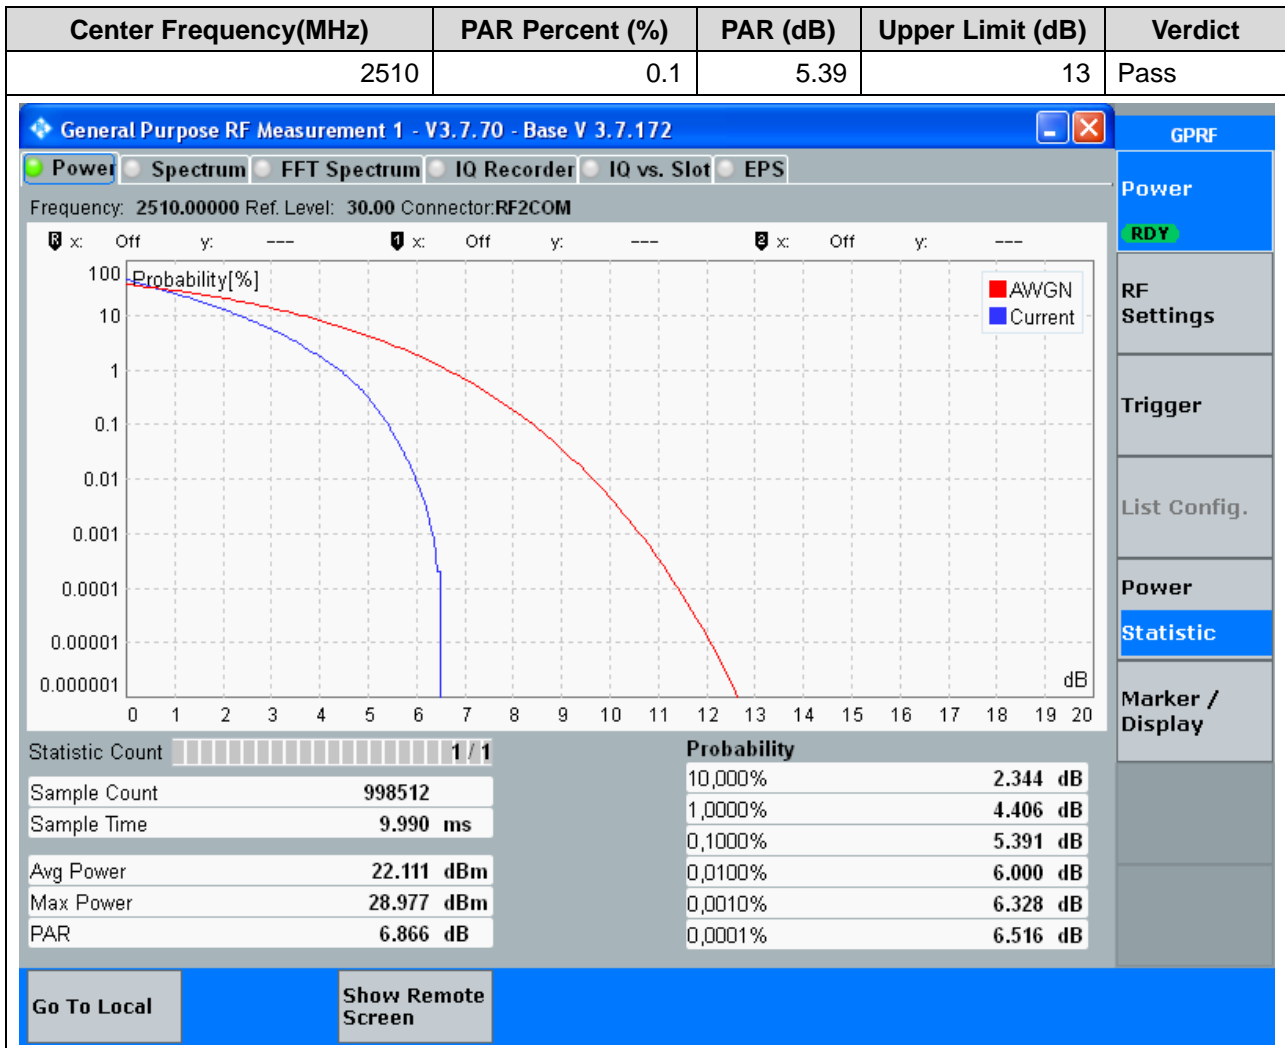 Center Frequency(MHz) PAR Percent (%) PAR (dB) Upper Limit (dB) Verdict
2510 0.1 5.39 13 Pass
General Purpose RF Measurement 1 - V3.7.70 - Base V 3.7.172
GPRF
Power Spectrum FFT Spectrum IQ Recorder IQ vs. Slot EPS
Frequency: 2510.00000 Ref. Level: 30.00 Connector:RF2COM
R x: Off y: --- 1 x: Off y: --- 2 x: Off y: ---
Probability[%]
AWGN
Current
100
10
1
0.1
0.01
0.001
0.0001
0.00001
0.000001
dB
0 1 2 3 4 5 6 7 8 9 10 11 12 13 14 15 16 17 18 19 20
Statistic Count 1 / 1
Sample Count 998512
Sample Time 9.990 ms
Avg Power 22.111 dBm
Max Power 28.977 dBm
PAR 6.866 dB
Probability
10,000% 2.344 dB
1,0000% 4.406 dB
0,1000% 5.391 dB
0,0100% 6.000 dB
0,0010% 6.328 dB
0,0001% 6.516 dB
Power
RDY
RF
Settings
Trigger
List Config.
Power
Statistic
Marker /
Display
Go To Local
Show Remote
Screen